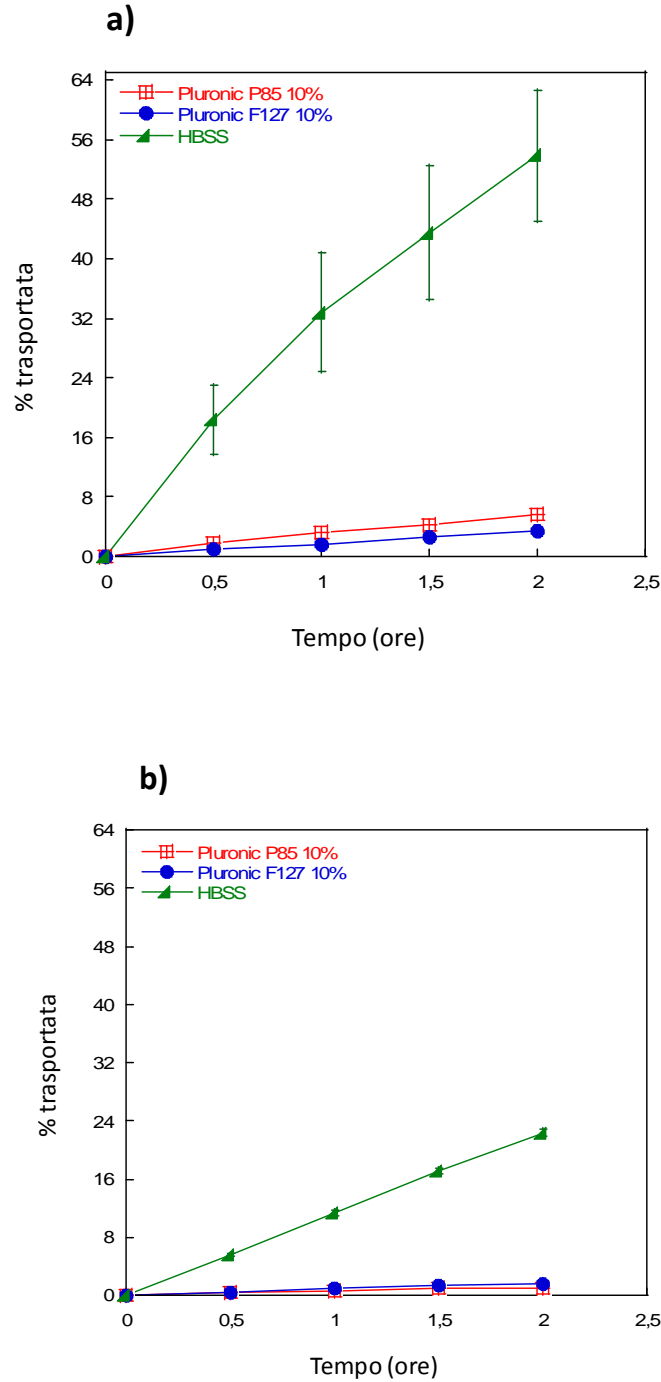 a)
64
Pluronic P85 10%
Pluronic F127 10%
HBSS
56
48
40
32
24
16
8
0
% trasportata
0 0,5 1 1,5 2 2,5
Tempo (ore)
b)
64
Pluronic P85 10%
Pluronic F127 10%
HBSS
56
48
40
32
24
16
8
0
% trasportata
0 0,5 1 1,5 2 2,5
Tempo (ore)